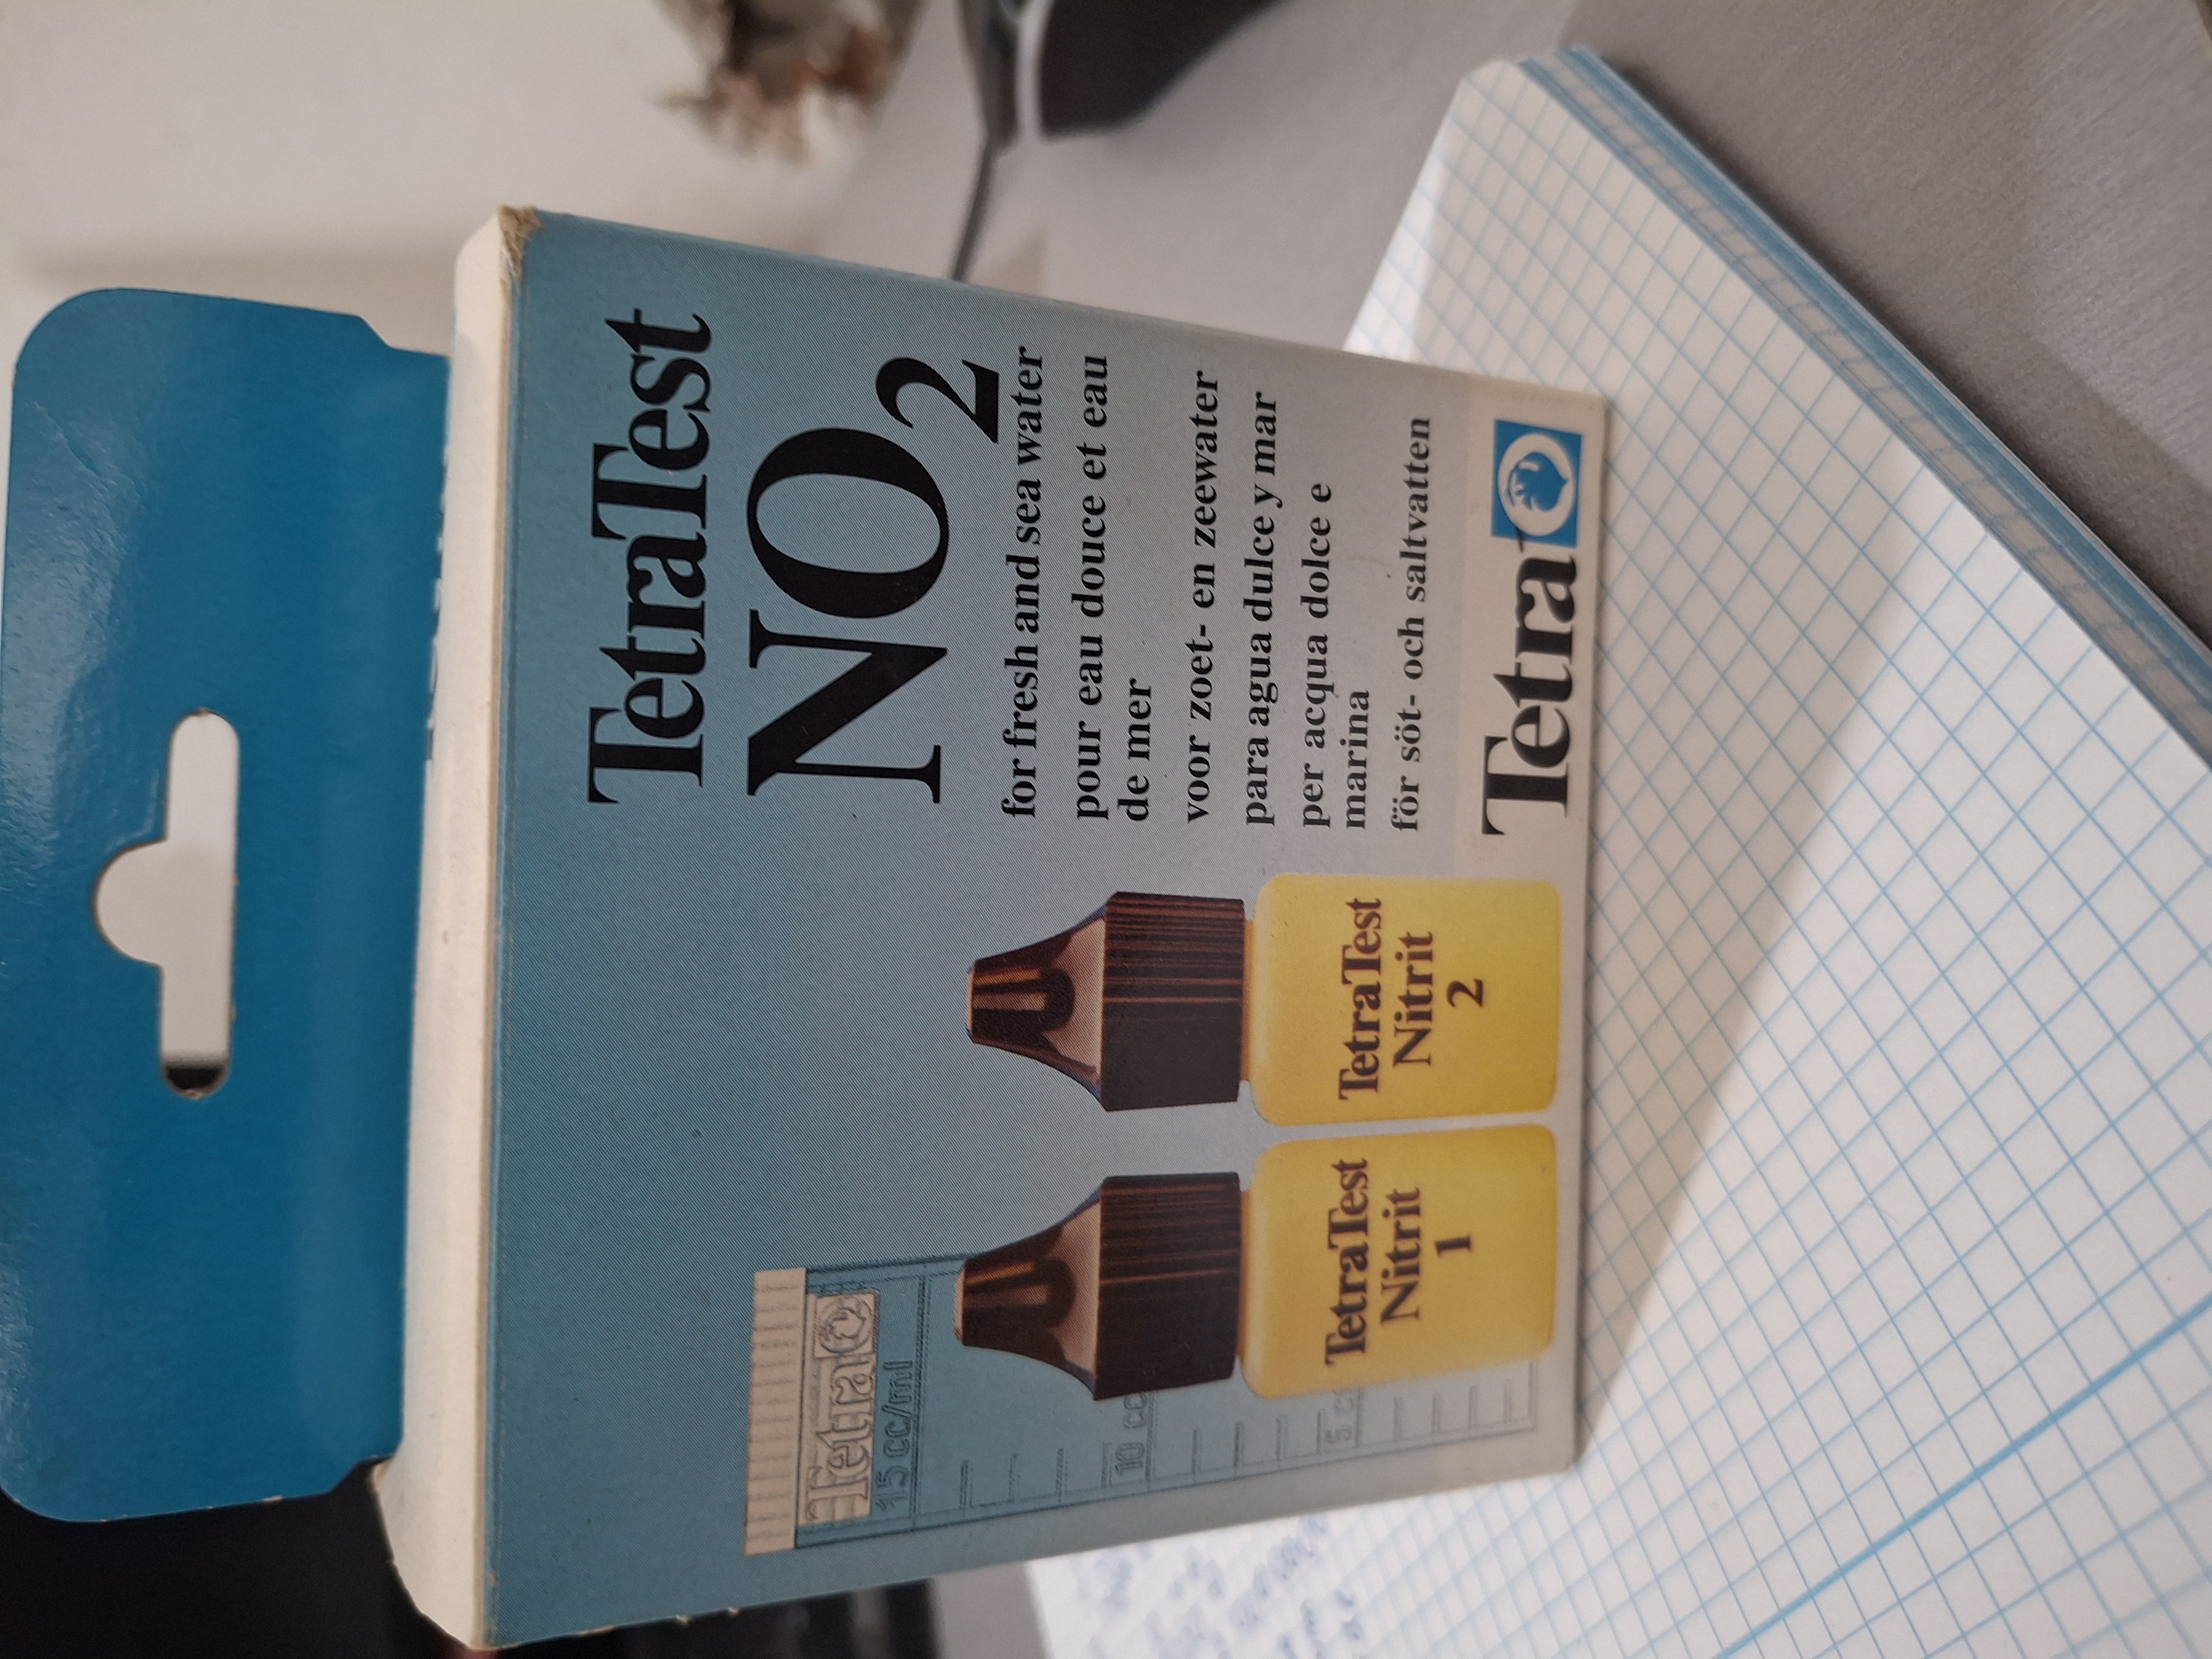 TetraTest
NO2
for fresh and sea water
pour eau douce et eau
de mer
voor zoet- en zeewater
para agua dulce y mar
per acqua dolce e
marina
för söt- och saltvatten
Tetra
Tetra
15 cc/ml
10 cc
5 c
TetraTest
Nitrit
1
TetraTest
Nitrit
2